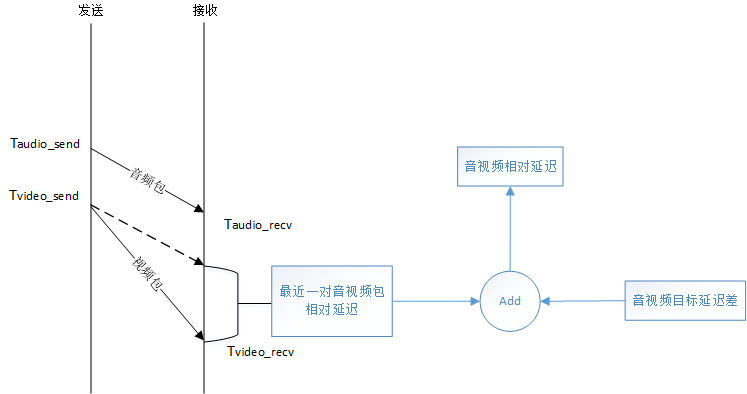 发送
接收
Taudio_send
音频包
音视频相对延迟
Tvideo_send
Taudio_recv
视频包
最近一对音视频包
相对延迟
Add
音视频目标延迟差
Tvideo_recv